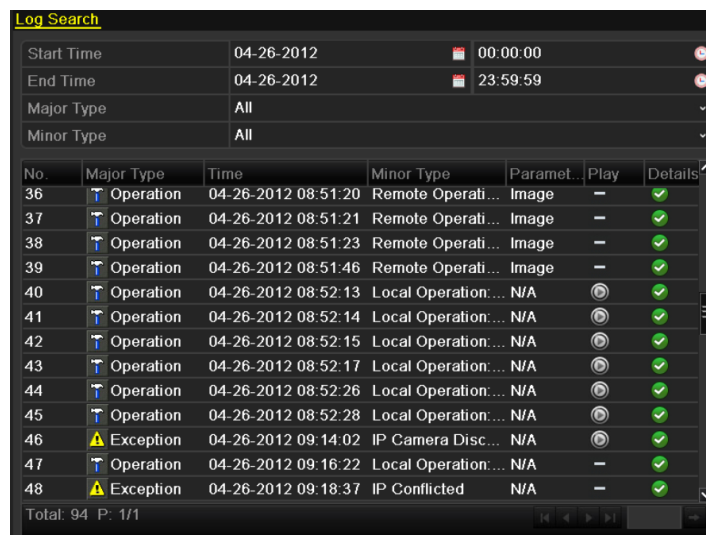 Log Search
Start Time 04-26-2012 00:00:00
End Time 04-26-2012 23:59:59
Major Type All
Minor Type All
No. Major Type Time Minor Type Paramet... Play Details
36 Operation 04-26-2012 08:51:20 Remote Operati... Image –
37 Operation 04-26-2012 08:51:21 Remote Operati... Image –
38 Operation 04-26-2012 08:51:23 Remote Operati... Image –
39 Operation 04-26-2012 08:51:46 Remote Operati... Image –
40 Operation 04-26-2012 08:52:13 Local Operation:... N/A
41 Operation 04-26-2012 08:52:14 Local Operation:... N/A
42 Operation 04-26-2012 08:52:15 Local Operation:... N/A
43 Operation 04-26-2012 08:52:17 Local Operation:... N/A
44 Operation 04-26-2012 08:52:26 Local Operation:... N/A
45 Operation 04-26-2012 08:52:28 Local Operation:... N/A
46 Exception 04-26-2012 09:14:02 IP Camera Disc... N/A
47 Operation 04-26-2012 09:16:22 Local Operation:... N/A –
48 Exception 04-26-2012 09:18:37 IP Conflicted N/A –
Total: 94 P: 1/1